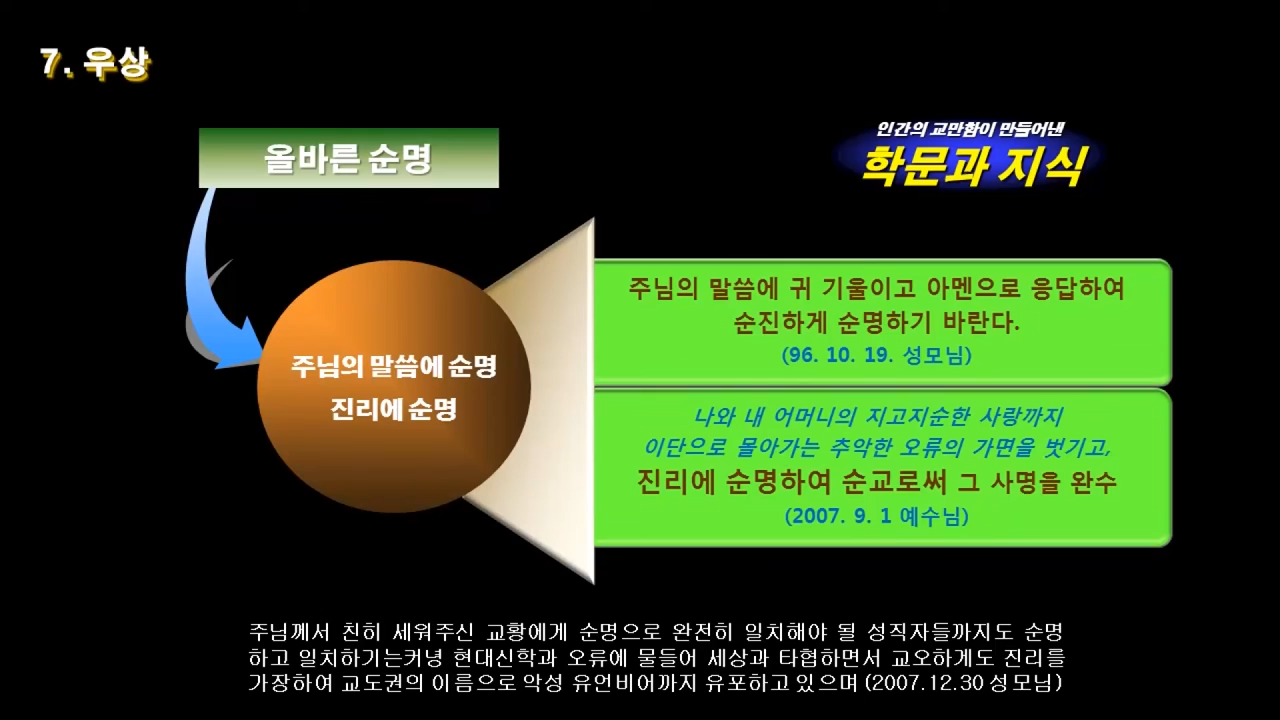 7. 우상
올바른 순명
인간의 교만함이 만들어낸
학문과 지식
주님의 말씀에 순명
진리에 순명
주님의 말씀에 귀 기울이고 아멘으로 응답하여
순진하게 순명하기 바란다.
(96. 10. 19. 성모님)
나와 내 어머니의 지고지순한 사랑까지
이단으로 몰아가는 추악한 오류의 가면을 벗기고,
진리에 순명하여 순교로써 그 사명을 완수
(2007. 9. 1 예수님)
주님께서 친히 세워주신 교황에게 순명으로 완전히 일치해야 될 성직자들까지도 순명
하고 일치하기는커녕 현대신학과 오류에 물들어 세상과 타협하면서 교오하게도 진리를
가장하여 교도권의 이름으로 악성 유언비어까지 유포하고 있으며 (2007.12.30 성모님)